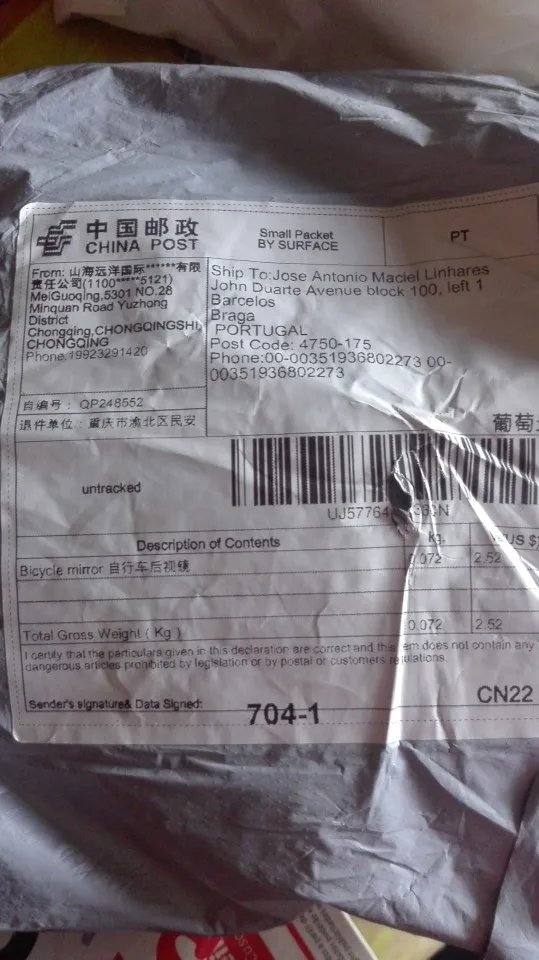 中国邮政
CHINA POST
Small Packet
BY SURFACE
PT
From: 山海远洋国际******有限
责任公司(1100*****5121)
MeiGuoqing,5301 NO.28
Minquan Road Yuzhong
District
Chongqing,CHONGQINGSHI,
CHONGQING
Phone:19923291420
Ship To:Jose Antonio Maciel Linhares
John Duarte Avenue block 100, left 1
Barcelos
Braga
PORTUGAL
Post Code: 4750-175
Phone:00-00351936802273 00-
00351936802273
自编号： QP248552
退件单位：重庆市渝北区民安
葡萄
untracked
UJ57764
Description of Contents
kg.
US $
Bicycle mirror 自行车后视镜
0.072
2.52
Total Gross Weight ( Kg )
0.072
2.52
I certify that the particulars given in this declaration are correct and this em does not contain any
dangerous articles prohibited by legislation or by postal or customers regulations.
Sender's signature& Data Signed:
704-1
CN22